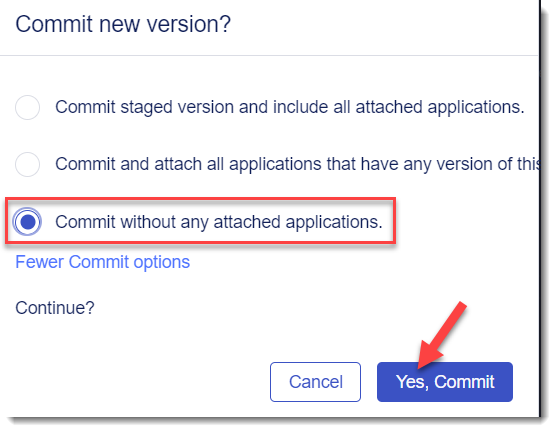 Commit new version?
Commit staged version and include all attached applications.
Commit and attach all applications that have any version of this
Commit without any attached applications.
Fewer Commit options
Continue?
Cancel
Yes, Commit